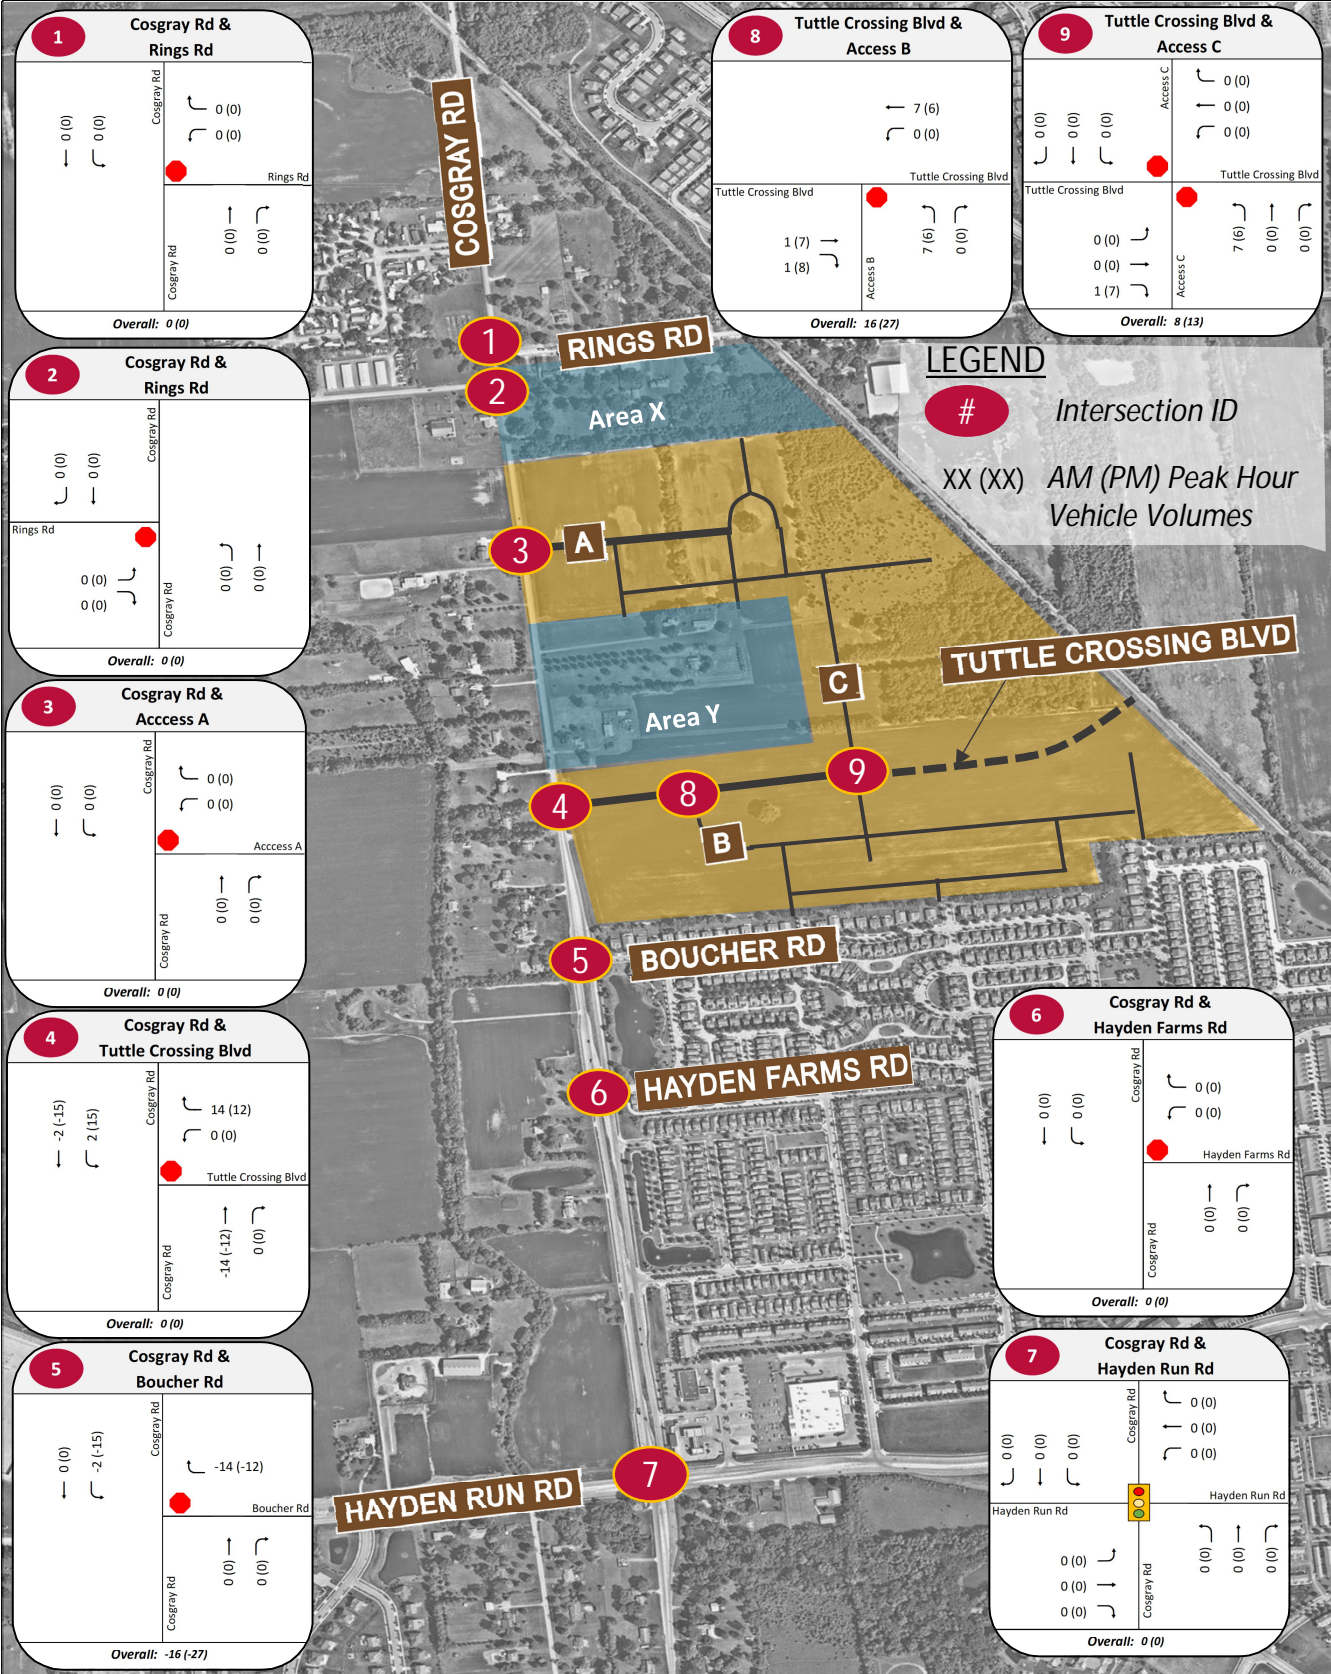 1
Cosgray Rd &
Rings Rd
Cosgray Rd
0 (0)
0 (0)
0 (0)
0 (0)
Rings Rd
Cosgray Rd
0 (0)
0 (0)
Overall: 0 (0)
2
Cosgray Rd &
Rings Rd
Cosgray Rd
0 (0)
0 (0)
Rings Rd
0 (0)
0 (0)
Cosgray Rd
0 (0)
0 (0)
Overall: 0 (0)
3
Cosgray Rd &
Acccess A
Cosgray Rd
0 (0)
0 (0)
0 (0)
0 (0)
Acccess A
Cosgray Rd
0 (0)
0 (0)
Overall: 0 (0)
4
Cosgray Rd &
Tuttle Crossing Blvd
Cosgray Rd
-2 (-15)
2 (15)
14 (12)
0 (0)
Tuttle Crossing Blvd
Cosgray Rd
-14 (-12)
0 (0)
Overall: 0 (0)
5
Cosgray Rd &
Boucher Rd
Cosgray Rd
0 (0)
-2 (-15)
-14 (-12)
Boucher Rd
Cosgray Rd
0 (0)
0 (0)
Overall: -16 (-27)
8
Tuttle Crossing Blvd &
Access B
7 (6)
0 (0)
Tuttle Crossing Blvd
Tuttle Crossing Blvd
1 (7)
1 (8)
Access B
7 (6)
0 (0)
Overall: 16 (27)
9
Tuttle Crossing Blvd &
Access C
Access C
0 (0)
0 (0)
0 (0)
0 (0)
0 (0)
0 (0)
Tuttle Crossing Blvd
Tuttle Crossing Blvd
0 (0)
0 (0)
1 (7)
Access C
7 (6)
0 (0)
0 (0)
Overall: 8 (13)
LEGEND
# Intersection ID
XX (XX) AM (PM) Peak Hour
Vehicle Volumes
COSGRAY RD
1
RINGS RD
2
Area X
3
A
C
TUTTLE CROSSING BLVD
Area Y
9
8
4
B
5
BOUCHER RD
6
HAYDEN FARMS RD
7
HAYDEN RUN RD
6
Cosgray Rd &
Hayden Farms Rd
Cosgray Rd
0 (0)
0 (0)
0 (0)
0 (0)
Hayden Farms Rd
Cosgray Rd
0 (0)
0 (0)
Overall: 0 (0)
7
Cosgray Rd &
Hayden Run Rd
Cosgray Rd
0 (0)
0 (0)
0 (0)
0 (0)
0 (0)
0 (0)
Hayden Run Rd
Hayden Run Rd
0 (0)
0 (0)
0 (0)
Cosgray Rd
0 (0)
0 (0)
0 (0)
Overall: 0 (0)